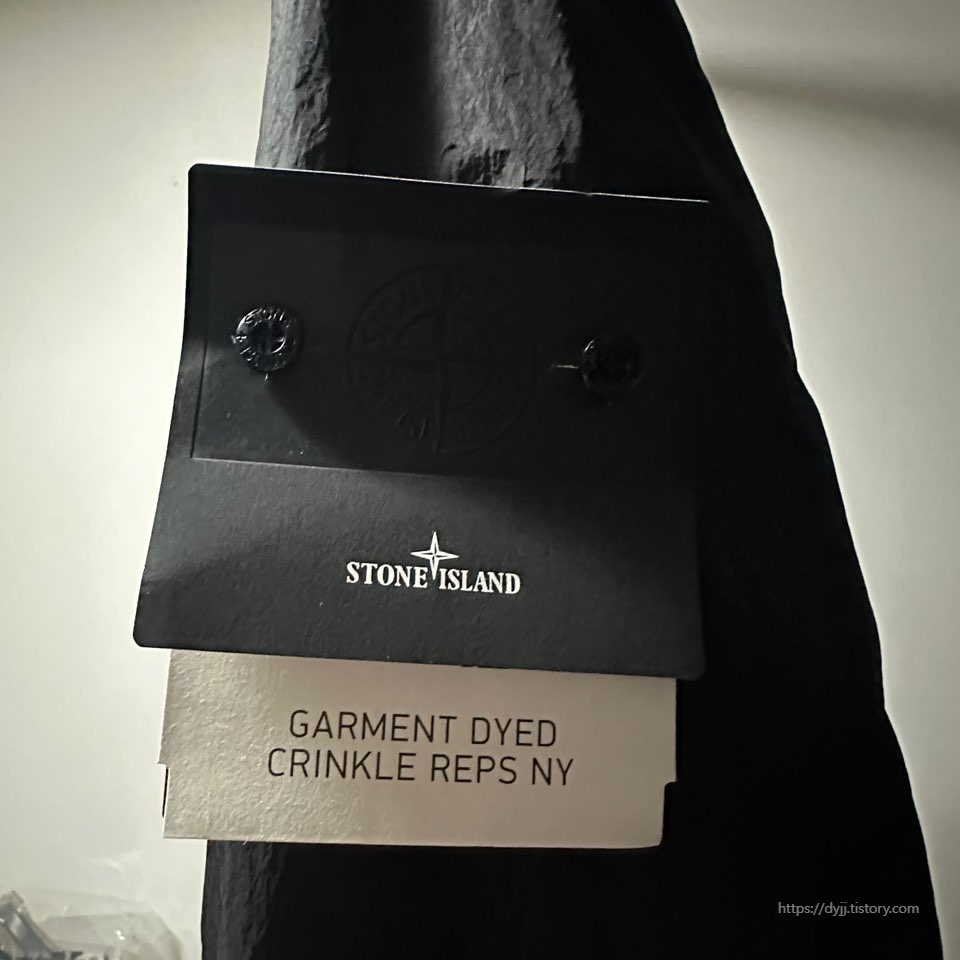 STONE ISLAND
GARMENT DYED
CRINKLE REPS NY
https://dyjj.tistory.com